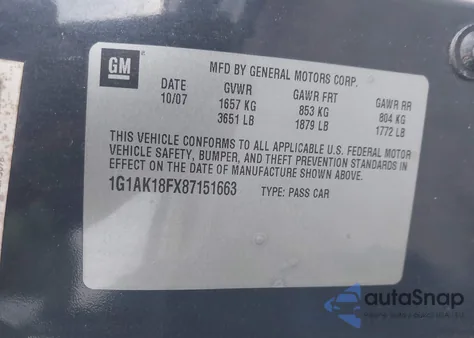 GM
MFD BY GENERAL MOTORS CORP.
DATE GVWR GAWR FRT GAWR RR
10/07 1657 KG 853 KG 804 KG
3651 LB 1879 LB 1772 LB
THIS VEHICLE CONFORMS TO ALL APPLICABLE U.S. FEDERAL MOTOR
VEHICLE SAFETY, BUMPER, AND THEFT PREVENTION STANDARDS IN
EFFECT ON THE DATE OF MANUFACTURE SHOWN ABOVE.
1G1AK18FX87151663 TYPE: PASS CAR
autoSnap